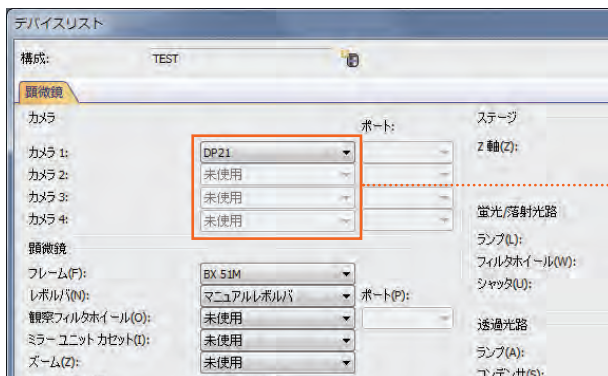 デバイスリスト
構成: TEST
顕微鏡
カメラ
ポート:
カメラ 1: DP21
カメラ 2: 未使用
カメラ 3: 未使用
カメラ 4: 未使用
顕微鏡
フレーム(F): BX 51M
レボルバ(N): マニュアルレボルバ ポート(P):
観察フィルタホイール(O): 未使用
ミラー ユニット カセット(I): 未使用
ズーム(Z): 未使用
ステージ
Z 軸(Z):
蛍光/落射光路
ランプ(L):
フィルタホイール(W):
シャッタ(U):
透過光路
ランプ(A):
コンデンサ(S):